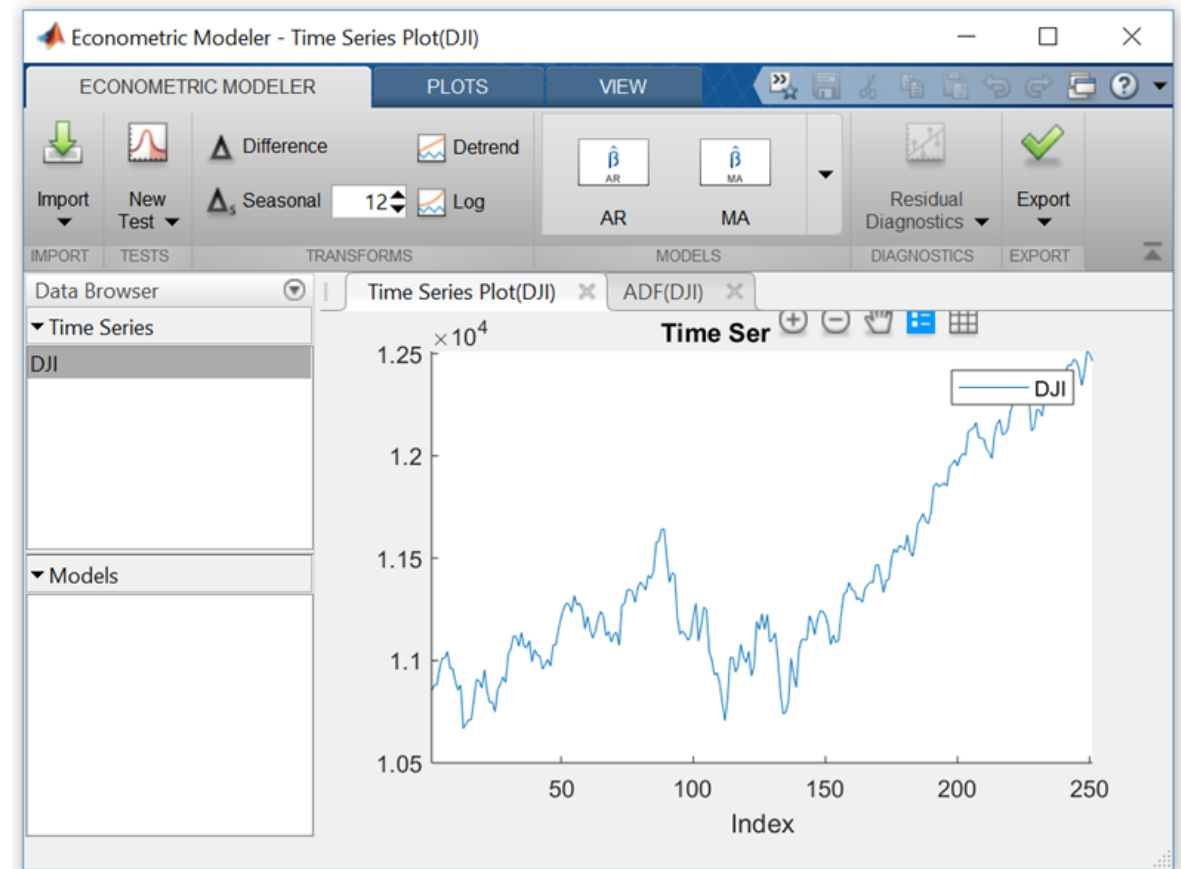 Econometric Modeler - Time Series Plot(DJI)
ECONOMETRIC MODELER PLOTS VIEW
Import
New Test
Δ Difference
Δs Seasonal 12
Detrend
Log
β̂ AR
AR
β̂ MA
MA
Residual Diagnostics
Export
IMPORT TESTS TRANSFORMS MODELS DIAGNOSTICS EXPORT
Data Browser
Time Series
DJI
Models
Time Series Plot(DJI) ADF(DJI)
×10⁴
Time Ser
DJI
1.25
1.2
1.15
1.1
1.05
50 100 150 200 250
Index